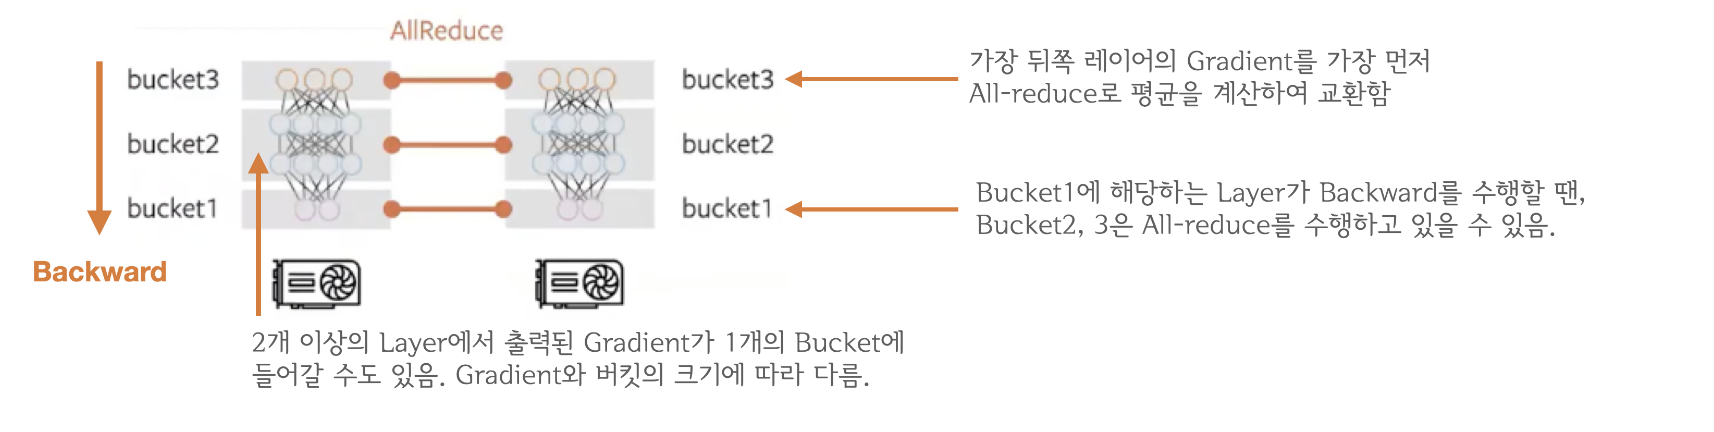 AllReduce
bucket3
bucket3
가장 뒤쪽 레이어의 Gradient를 가장 먼저
All-reduce로 평균을 계산하여 교환함
bucket2
bucket2
bucket1
bucket1
Bucket1에 해당하는 Layer가 Backward를 수행할 땐,
Bucket2, 3은 All-reduce를 수행하고 있을 수 있음.
Backward
2개 이상의 Layer에서 출력된 Gradient가 1개의 Bucket에
들어갈 수도 있음. Gradient와 버킷의 크기에 따라 다름.